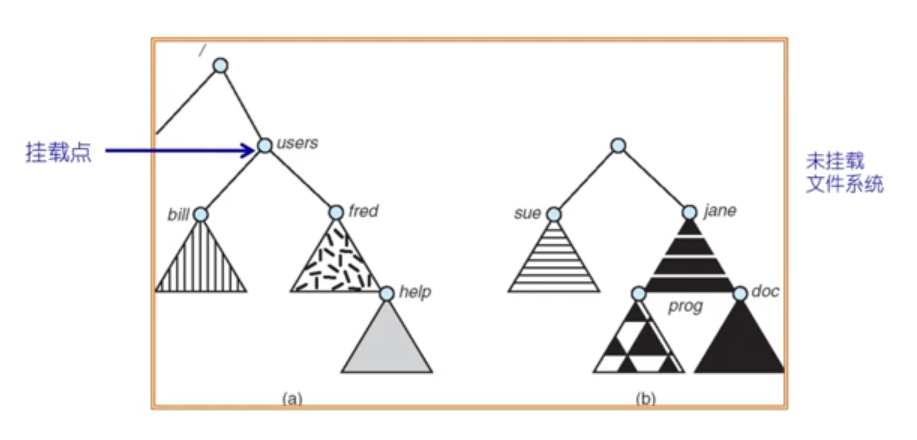 /
挂载点
users
未挂载
文件系统
bill
fred
sue
jane
help
prog
doc
(a)
(b)